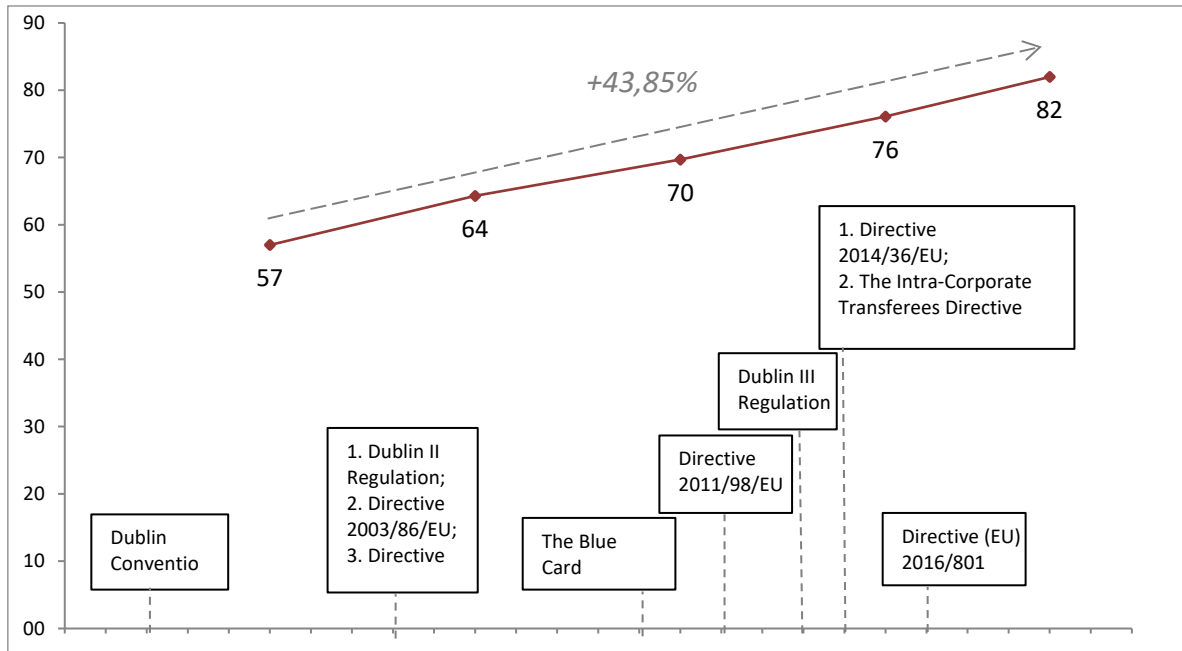 90
80
70
60
50
40
30
20
10
00
+43,85%
57
64
70
76
82
1. Directive
2014/36/EU;
2. The Intra-Corporate
Transferees Directive
Dublin III
Regulation
1. Dublin II
Regulation;
2. Directive
2003/86/EU;
3. Directive
Directive
2011/98/EU
Dublin
Conventio
The Blue
Card
Directive (EU)
2016/801